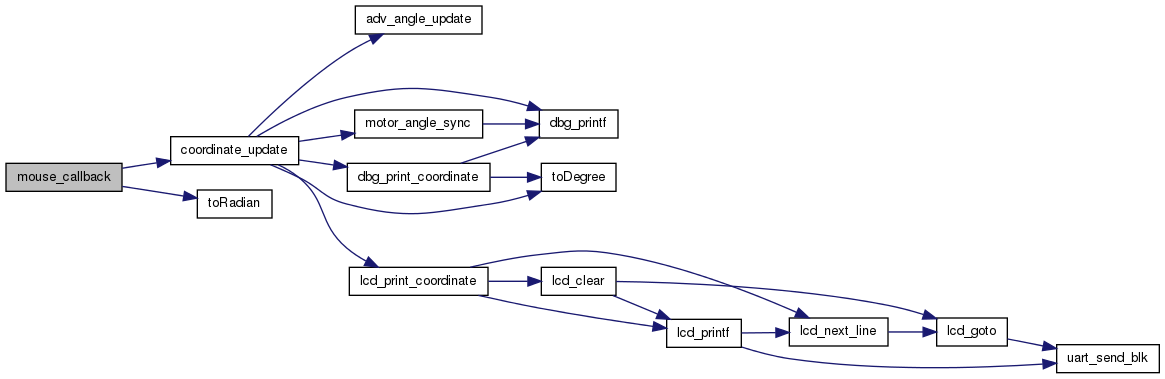 adv_angle_update
motor_angle_sync
dbg_printf
coordinate_update
mouse_callback
dbg_print_coordinate
toDegree
toRadian
lcd_print_coordinate
lcd_clear
lcd_printf
lcd_next_line
lcd_goto
uart_send_blk